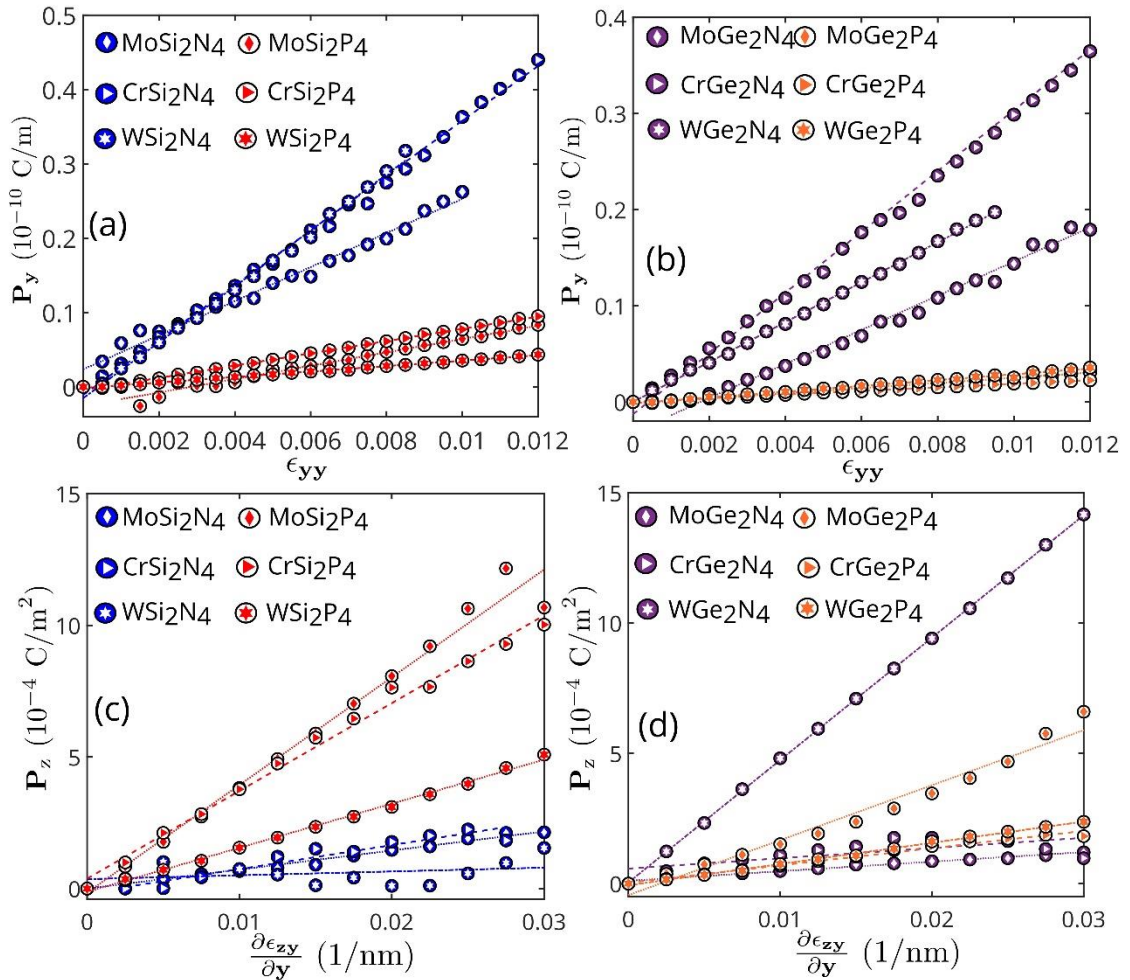 0.5
0.4
0.3
0.2
0.1
0
P_y (10^{-10} C/m)
MoSi2N4 MoSi2P4
CrSi2N4 CrSi2P4
WSi2N4 WSi2P4
(a)
0 0.002 0.004 0.006 0.008 0.01 0.012
ϵ_yy
0.4
0.3
0.2
0.1
0
P_y (10^{-10} C/m)
MoGe2N4 MoGe2P4
CrGe2N4 CrGe2P4
WGe2N4 WGe2P4
(b)
0 0.002 0.004 0.006 0.008 0.01 0.012
ϵ_yy
15
10
5
0
P_z (10^{-4} C/m^2)
MoSi2N4 MoSi2P4
CrSi2N4 CrSi2P4
WSi2N4 WSi2P4
(c)
0 0.01 0.02 0.03
∂ϵ_zy/∂y (1/nm)
15
10
5
0
P_z (10^{-4} C/m^2)
MoGe2N4 MoGe2P4
CrGe2N4 CrGe2P4
WGe2N4 WGe2P4
(d)
0 0.01 0.02 0.03
∂ϵ_zy/∂y (1/nm)